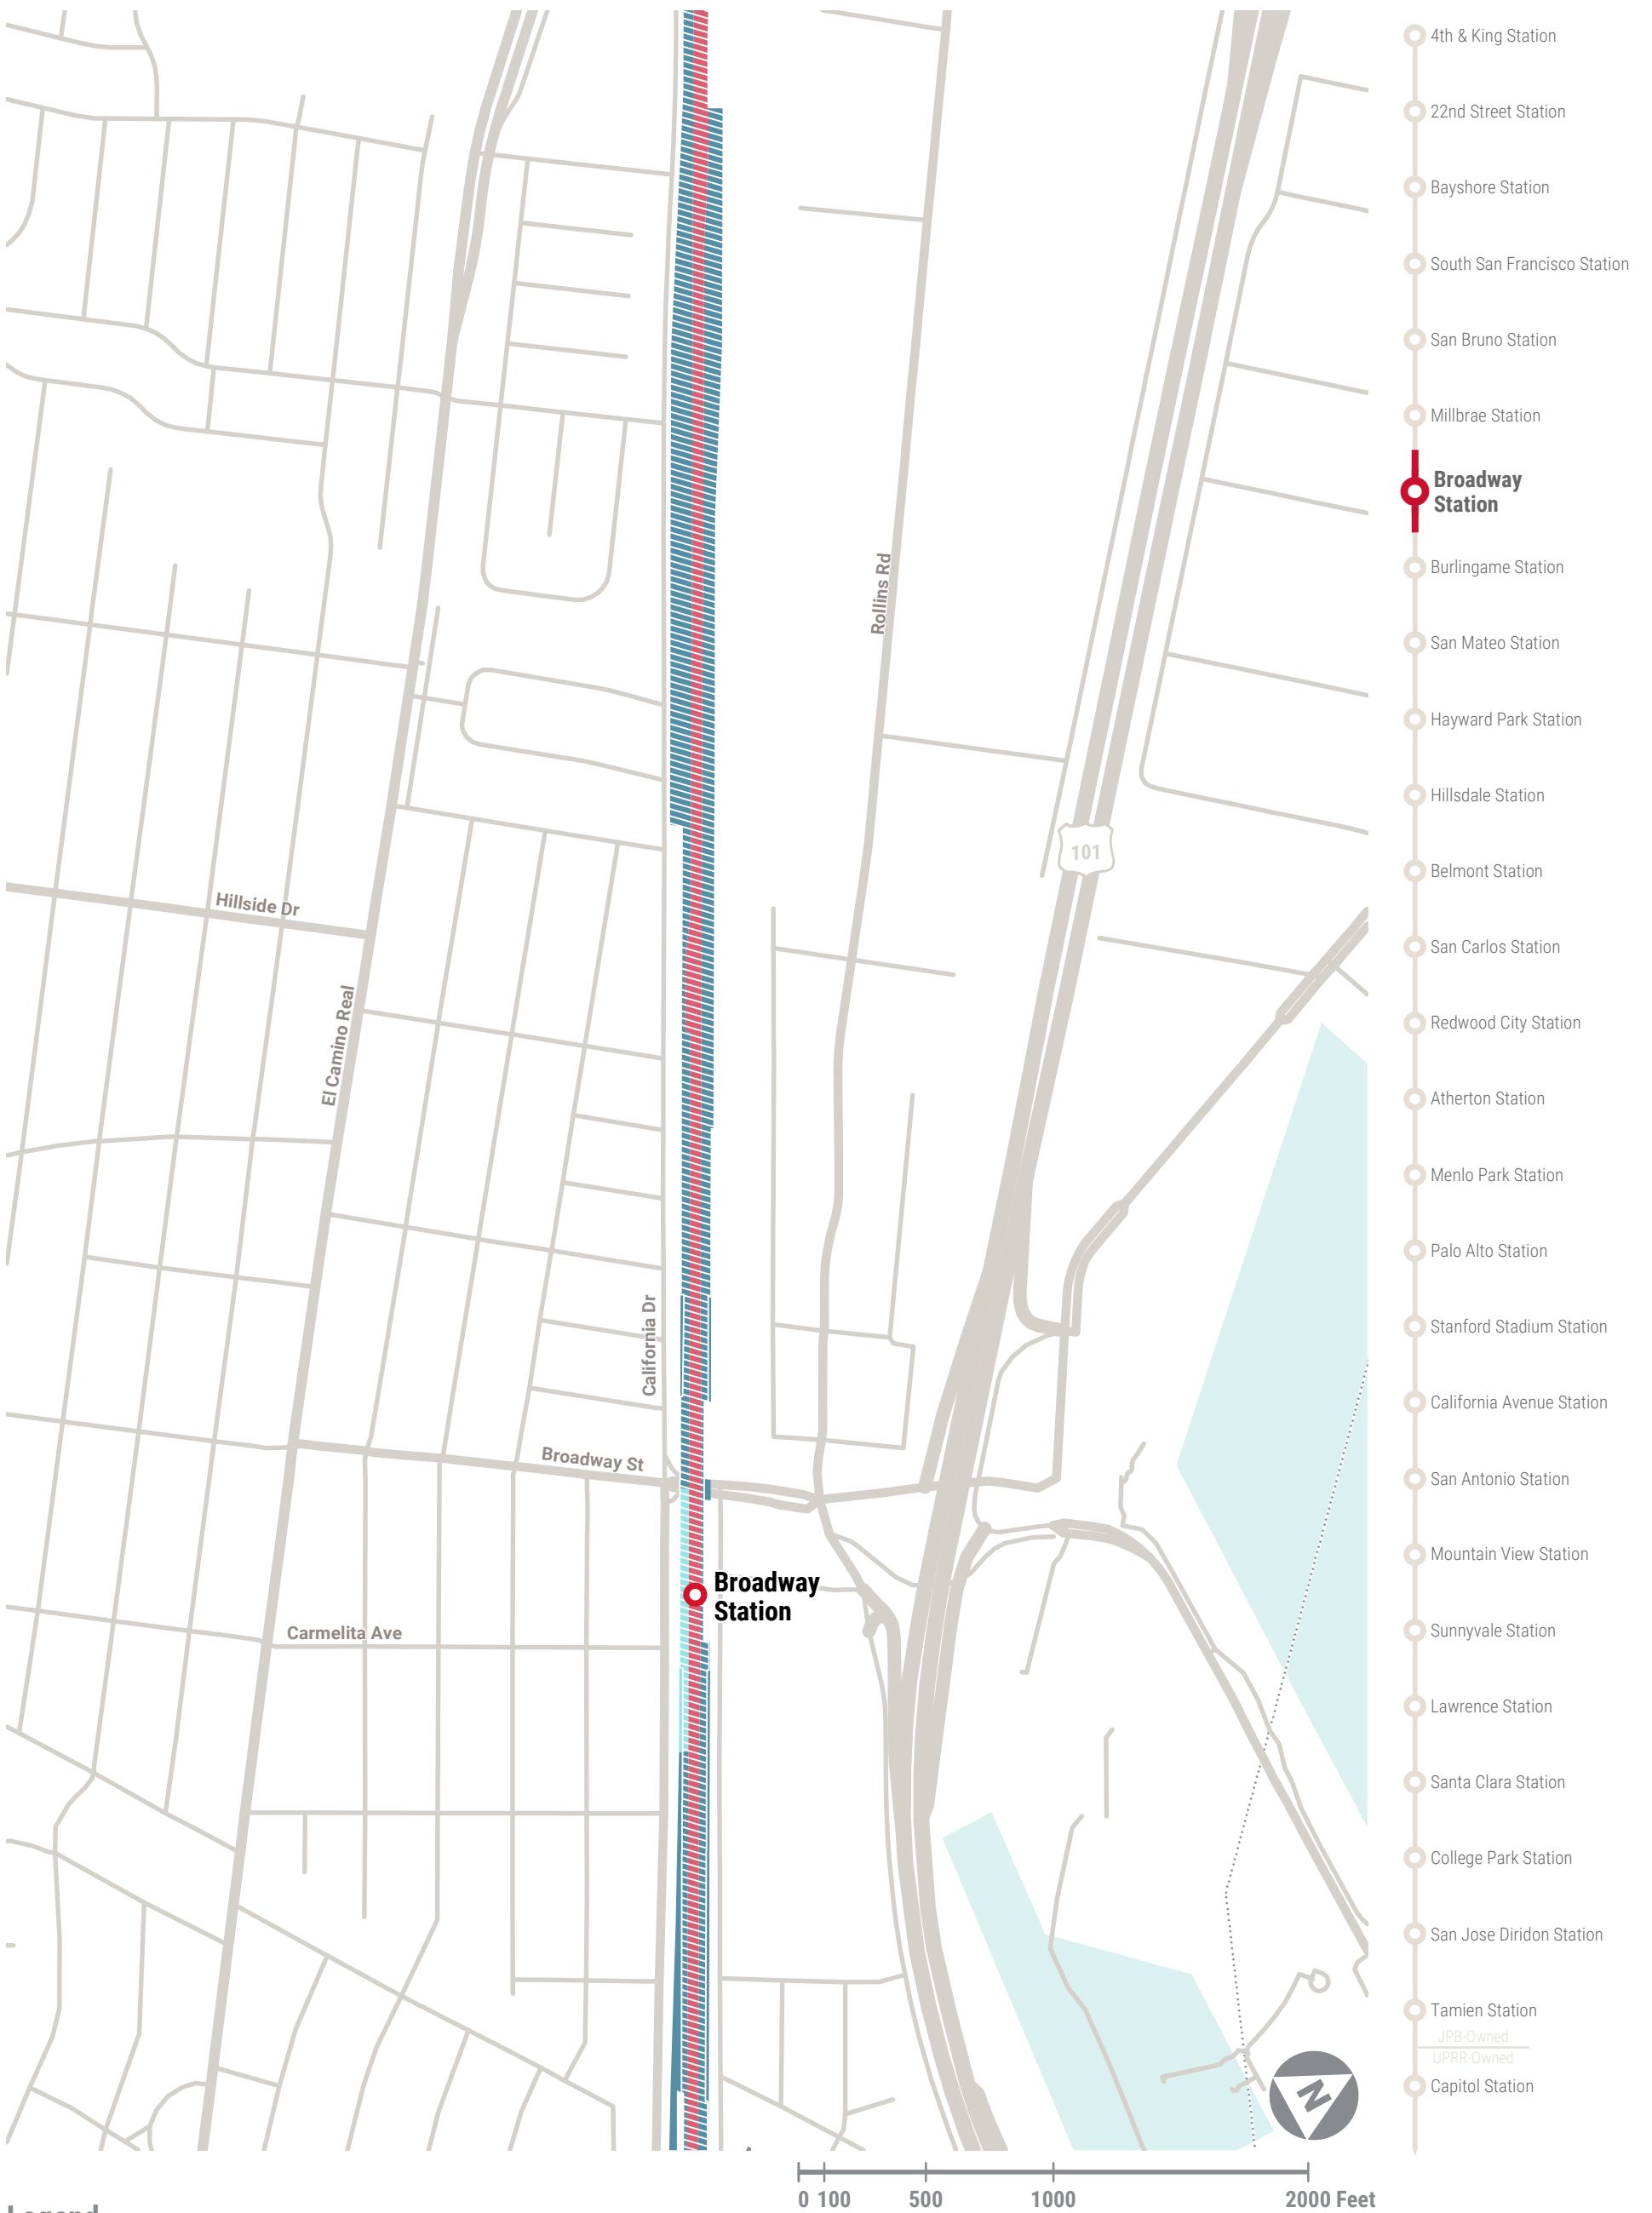 Rollins Rd
101
Hillside Dr
El Camino Real
California Dr
Broadway St
Broadway
Station
Carmelita Ave
N
0 100 500 1000 2000 Feet
Legend
4th & King Station
22nd Street Station
Bayshore Station
South San Francisco Station
San Bruno Station
Millbrae Station
Broadway
Station
Burlingame Station
San Mateo Station
Hayward Park Station
Hillsdale Station
Belmont Station
San Carlos Station
Redwood City Station
Atherton Station
Menlo Park Station
Palo Alto Station
Stanford Stadium Station
California Avenue Station
San Antonio Station
Mountain View Station
Sunnyvale Station
Lawrence Station
Santa Clara Station
College Park Station
San Jose Diridon Station
Tamien Station
JPB-Owned
UPRR-Owned
Capitol Station